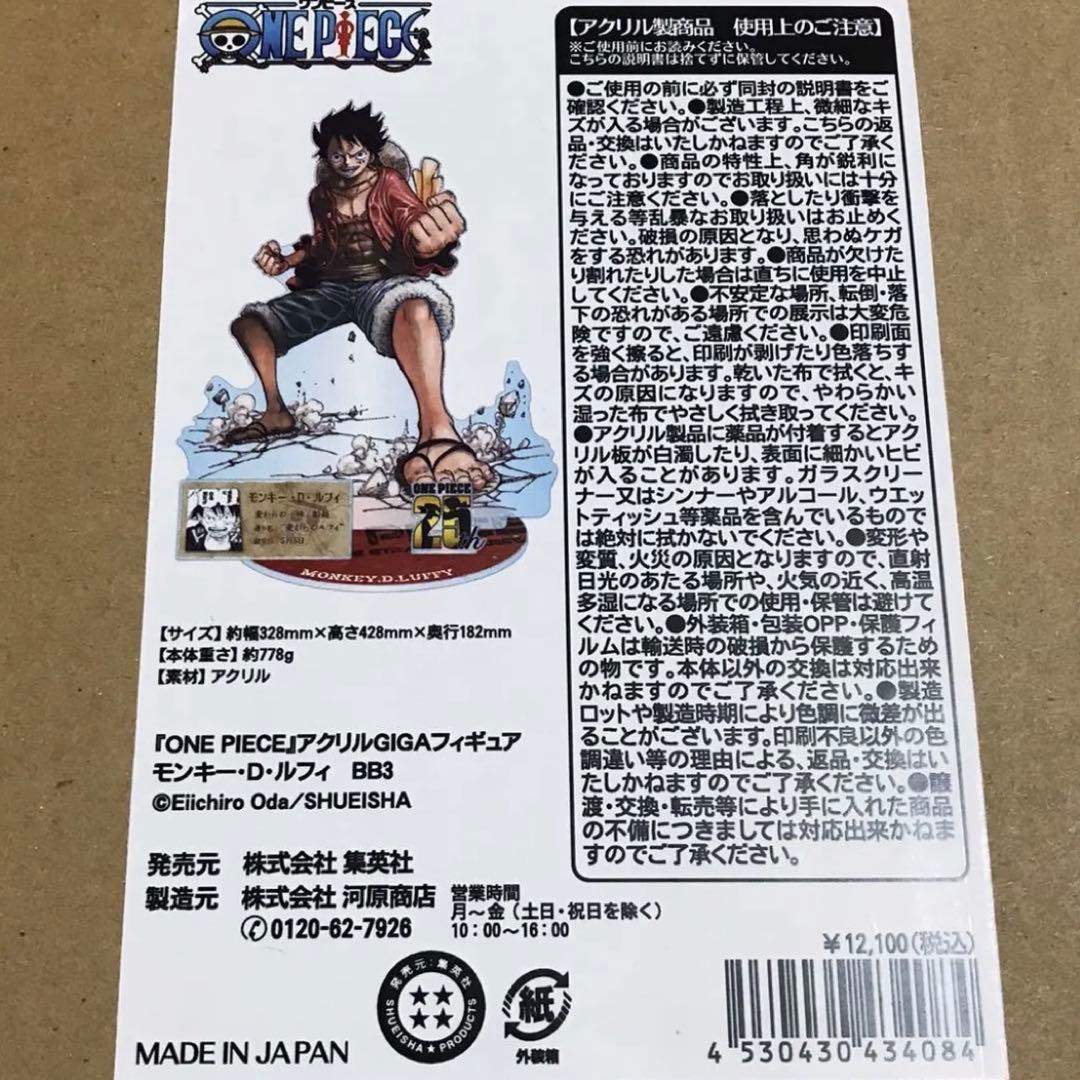 ワンピース
ONE PIECE
モンキー・D・ルフィ
5月5日
ONE PIECE
25th
MONKEY.D.LUFFY
【サイズ】約幅328mm×高さ428mm×奥行182mm
【本体重さ】約778g
【素材】アクリル
『ONE PIECE』アクリルGIGAフィギュア
モンキー・D・ルフィ BB3
©Eiichiro Oda/SHUEISHA
発売元 株式会社 集英社
製造元 株式会社 河原商店
0120-62-7926
営業時間
月～金（土日・祝日を除く）
10：00～16：00
発売元：集英社
SHUEISHA★PRODUCTS
紙
外装箱
MADE IN JAPAN
【アクリル製商品 使用上のご注意】
※ご使用前にお読みください。
こちらの説明書は捨てずに保管してください。
●ご使用の前に必ず同封の説明書をご
確認ください。●製造工程上、微細なキ
ズが入る場合がございます。こちらの返
品・交換はいたしかねますのでご了承く
ださい。●商品の特性上、角が鋭利に
なっておりますのでお取り扱いには十分
にご注意ください。●落としたり衝撃を
与える等乱暴なお取り扱いはお止めく
ださい。破損の原因となり、思わぬケガ
をする恐れがあります。●商品が欠けた
り割れたりした場合は直ちに使用を中止
してください。●不安定な場所、転倒・落
下の恐れがある場所での展示は大変危
険ですので、ご遠慮ください。●印刷面
を強く擦ると、印刷が剥げたり色落ちす
る場合があります。乾いた布で拭くと、キ
ズの原因になりますので、やわらかい
湿った布でやさしく拭き取ってください。
●アクリル製品に薬品が付着するとアク
リル板が白濁したり、表面に細かいヒビ
が入ることがあります。ガラスクリー
ナー又はシンナーやアルコール、ウエッ
トティッシュ等薬品を含んでいるもので
は絶対に拭かないでください。●変形や
変質、火災の原因となりますので、直射
日光のあたる場所や、火気の近く、高温
多湿になる場所での使用・保管は避けて
ください。●外装箱・包装OPP・保護フィ
ルムは輸送時の破損から保護するため
の物です。本体以外の交換は対応出来
かねますのでご了承ください。●製造
ロットや製造時期により色調に微差が出
ることがございます。印刷不良以外の色
調違い等の理由による、返品・交換はい
たしかねますのでご了承ください。●譲
渡・交換・転売等により手に入れた商品
の不備につきましては対応出来かねま
すのでご了承ください。
￥12,100（税込）
4 530430 434084